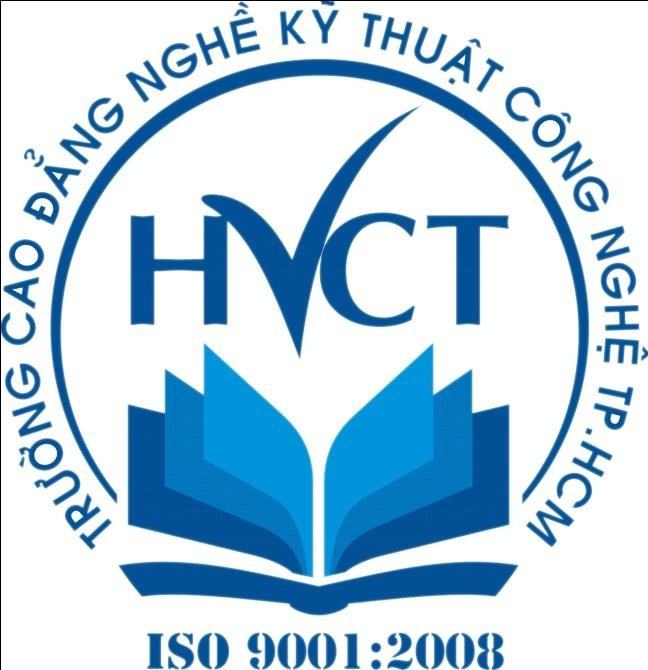 TRƯỜNG CAO ĐẲNG NGHỀ KỸ THUẬT CÔNG NGHỆ TP.HCM
HVCT
ISO 9001:2008